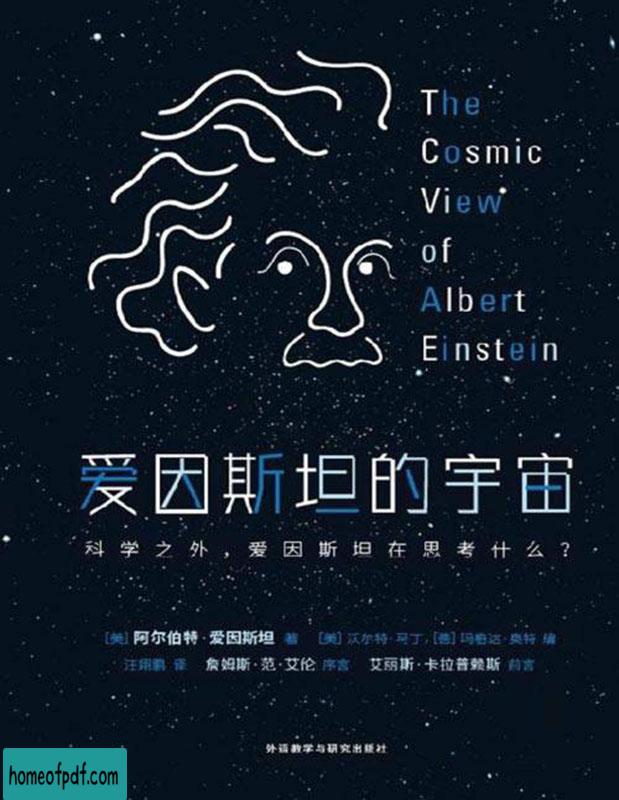 The
Cosmic
View
of
Albert
Einstein
爱因斯坦的宇宙
科学之外，爱因斯坦在思考什么？
[美] 阿尔伯特·爱因斯坦 著 [美] 沃尔特·马丁，[德] 玛格达·奥特 编
汪翊鹏 译 詹姆斯·范·艾伦 序言 艾丽斯·卡拉普赖斯 前言
外语教学与研究出版社
homeofpdf.com